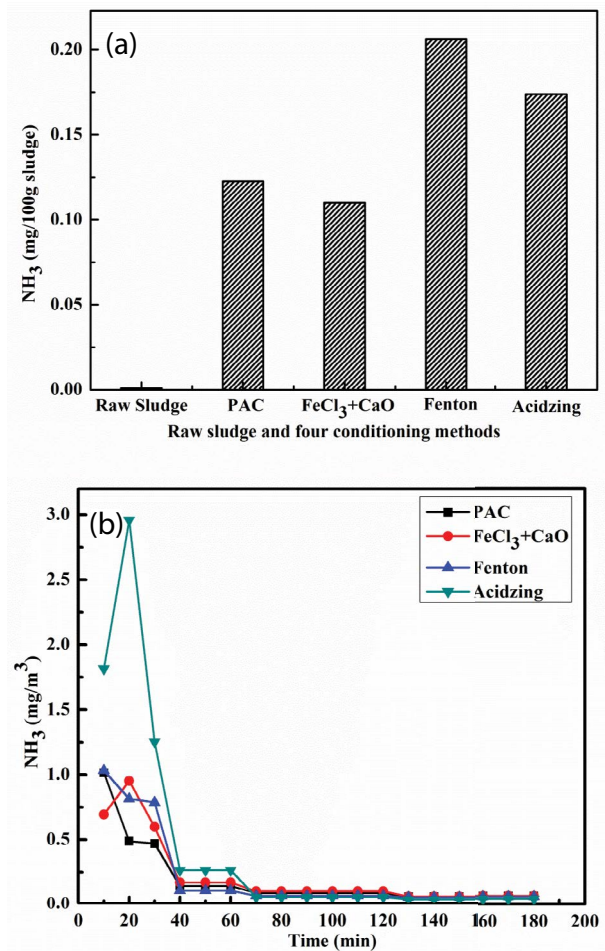 (a)
0.20
0.15
0.10
0.05
0.00
NH3 (mg/100g sludge)
Raw Sludge PAC FeCl3+CaO Fenton Acidzing
Raw sludge and four conditioning methods
(b)
PAC
FeCl3+CaO
Fenton
Acidzing
3.0
2.5
2.0
1.5
1.0
0.5
0.0
NH3 (mg/m3)
0 20 40 60 80 100 120 140 160 180 200
Time (min)